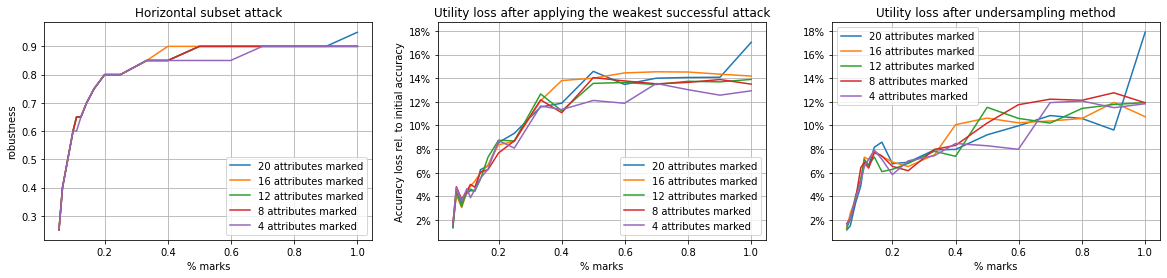 Horizontal subset attack
robustness
0.9
0.8
0.7
0.6
0.5
0.4
0.3
0.2
0.4
0.6
0.8
1.0
% marks
20 attributes marked
16 attributes marked
12 attributes marked
8 attributes marked
4 attributes marked
Utility loss after applying the weakest successful attack
Accuracy loss rel. to initial accuracy
18%
16%
14%
12%
10%
8%
6%
4%
2%
0.2
0.4
0.6
0.8
1.0
% marks
20 attributes marked
16 attributes marked
12 attributes marked
8 attributes marked
4 attributes marked
Utility loss after undersampling method
18%
16%
14%
12%
10%
8%
6%
4%
2%
0.2
0.4
0.6
0.8
1.0
% marks
20 attributes marked
16 attributes marked
12 attributes marked
8 attributes marked
4 attributes marked